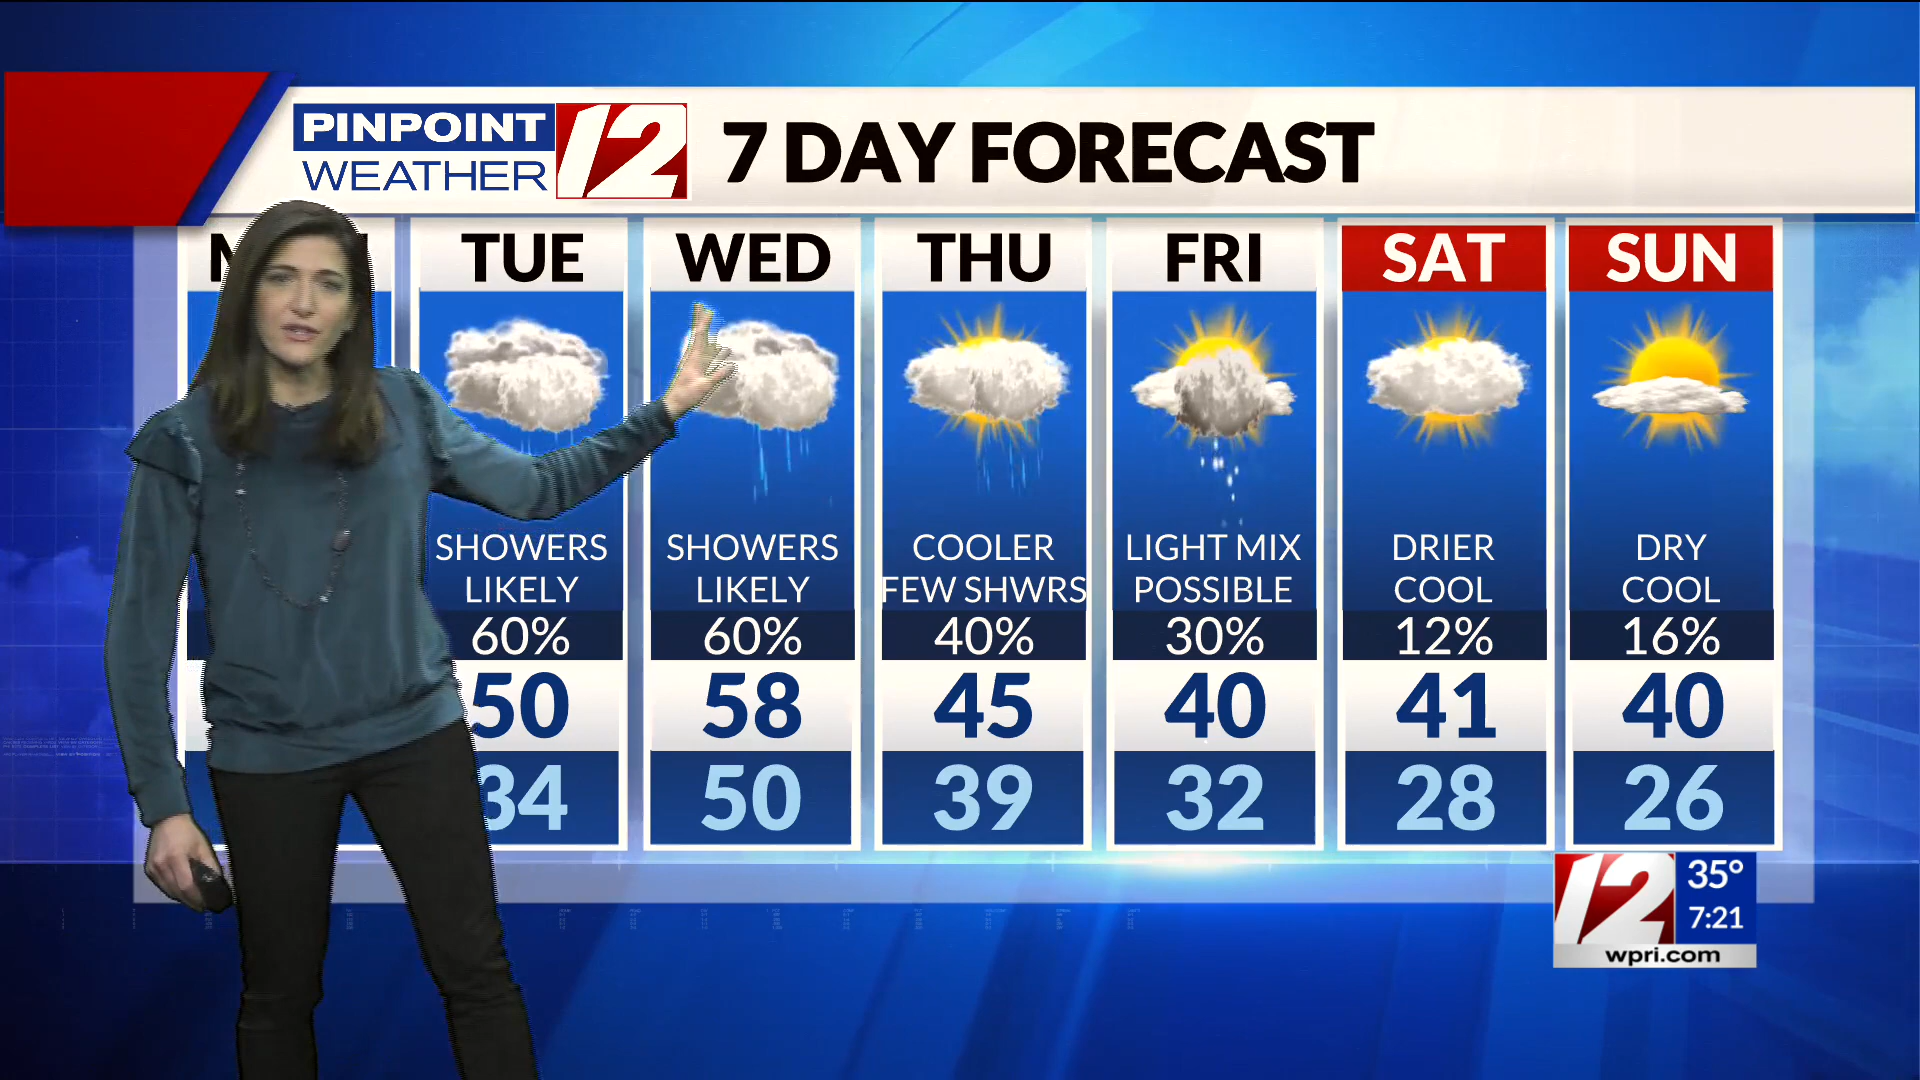 PINPOINT
WEATHER 12
7 DAY FORECAST
TUE WED THU FRI SAT SUN
SHOWERS SHOWERS COOLER LIGHT MIX DRIER DRY
LIKELY LIKELY FEW SHWRS POSSIBLE COOL COOL
60% 60% 40% 30% 12% 16%
50 58 45 40 41 40
34 50 39 32 28 26
12 35°
7:21
wpri.com